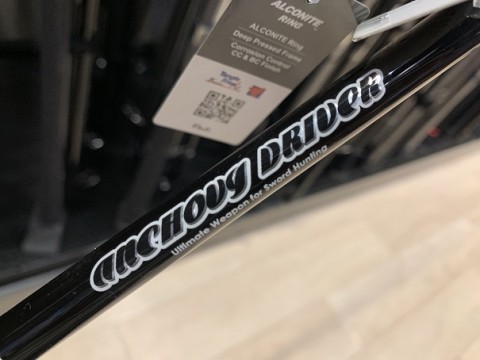 ALCONITE
RING
ALCONITE Ring
Deep Pressed Frame
Corrosion Control
CC & BC Finish
Fuji
ANCHOVY DRIVER
Ultimate Weapon for Sword Hunting